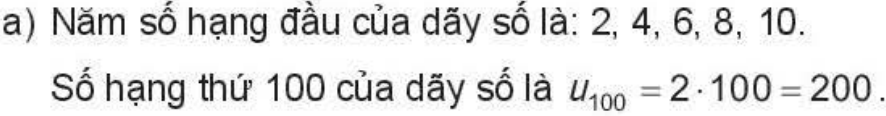 a) Năm số hạng đầu của dãy số là: 2, 4, 6, 8, 10.
Số hạng thứ 100 của dãy số là u₁₀₀ = 2 · 100 = 200.